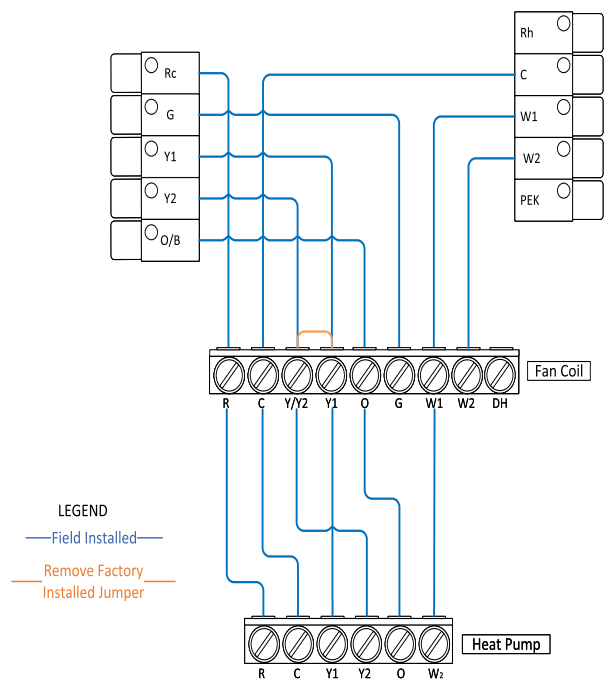 Rh
Rc
C
G
W1
Y1
W2
Y2
PEK
O/B
Fan Coil
R C Y/Y2 Y1 O G W1 W2 DH
LEGEND
Field Installed
Remove Factory
Installed Jumper
Heat Pump
R C Y1 Y2 O W2